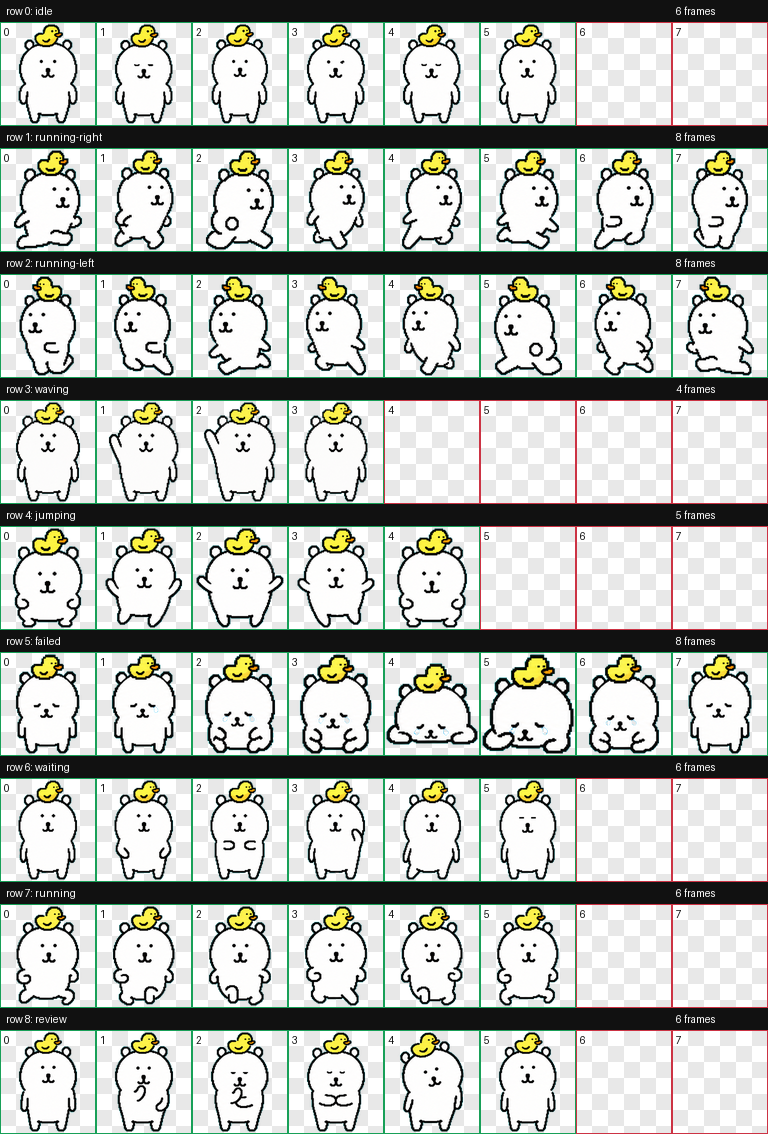 row 0: idle 6 frames
0 1 2 3 4 5 6 7
row 1: running-right 8 frames
0 1 2 3 4 5 6 7
row 2: running-left 8 frames
0 1 2 3 4 5 6 7
row 3: waving 4 frames
0 1 2 3 4 5 6 7
row 4: jumping 5 frames
0 1 2 3 4 5 6 7
row 5: failed 8 frames
0 1 2 3 4 5 6 7
row 6: waiting 6 frames
0 1 2 3 4 5 6 7
row 7: running 6 frames
0 1 2 3 4 5 6 7
row 8: review 6 frames
0 1 2 3 4 5 6 7